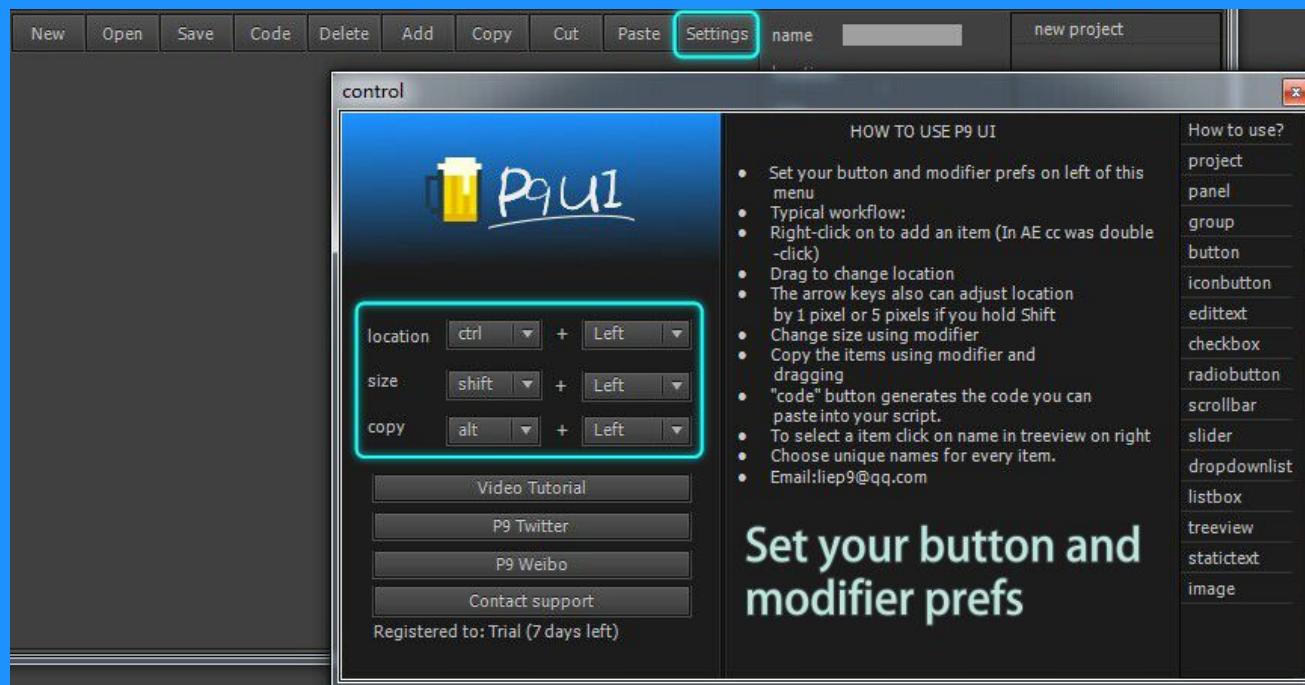 New Open Save Code Delete Add Copy Cut Paste Settings name new project
control
P9 UI
location ctrl + Left
size shift + Left
copy alt + Left
Video Tutorial
P9 Twitter
P9 Weibo
Contact support
Registered to: Trial (7 days left)
HOW TO USE P9 UI
● Set your button and modifier prefs on left of this
menu
● Typical workflow:
● Right-click on to add an item (In AE cc was double
-click)
● Drag to change location
● The arrow keys also can adjust location
by 1 pixel or 5 pixels if you hold Shift
● Change size using modifier
● Copy the items using modifier and
dragging
● "code" button generates the code you can
paste into your script.
● To select a item click on name in treeview on right
● Choose unique names for every item.
● Email:liep9@qq.com
Set your button and
modifier prefs
How to use?
project
panel
group
button
iconbutton
edittext
checkbox
radiobutton
scrollbar
slider
dropdownlist
listbox
treeview
statictext
image